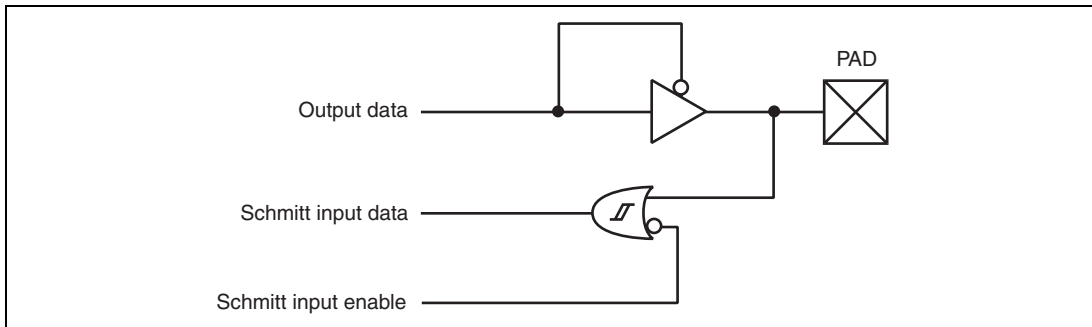 PAD
Output data
Schmitt input data
Schmitt input enable